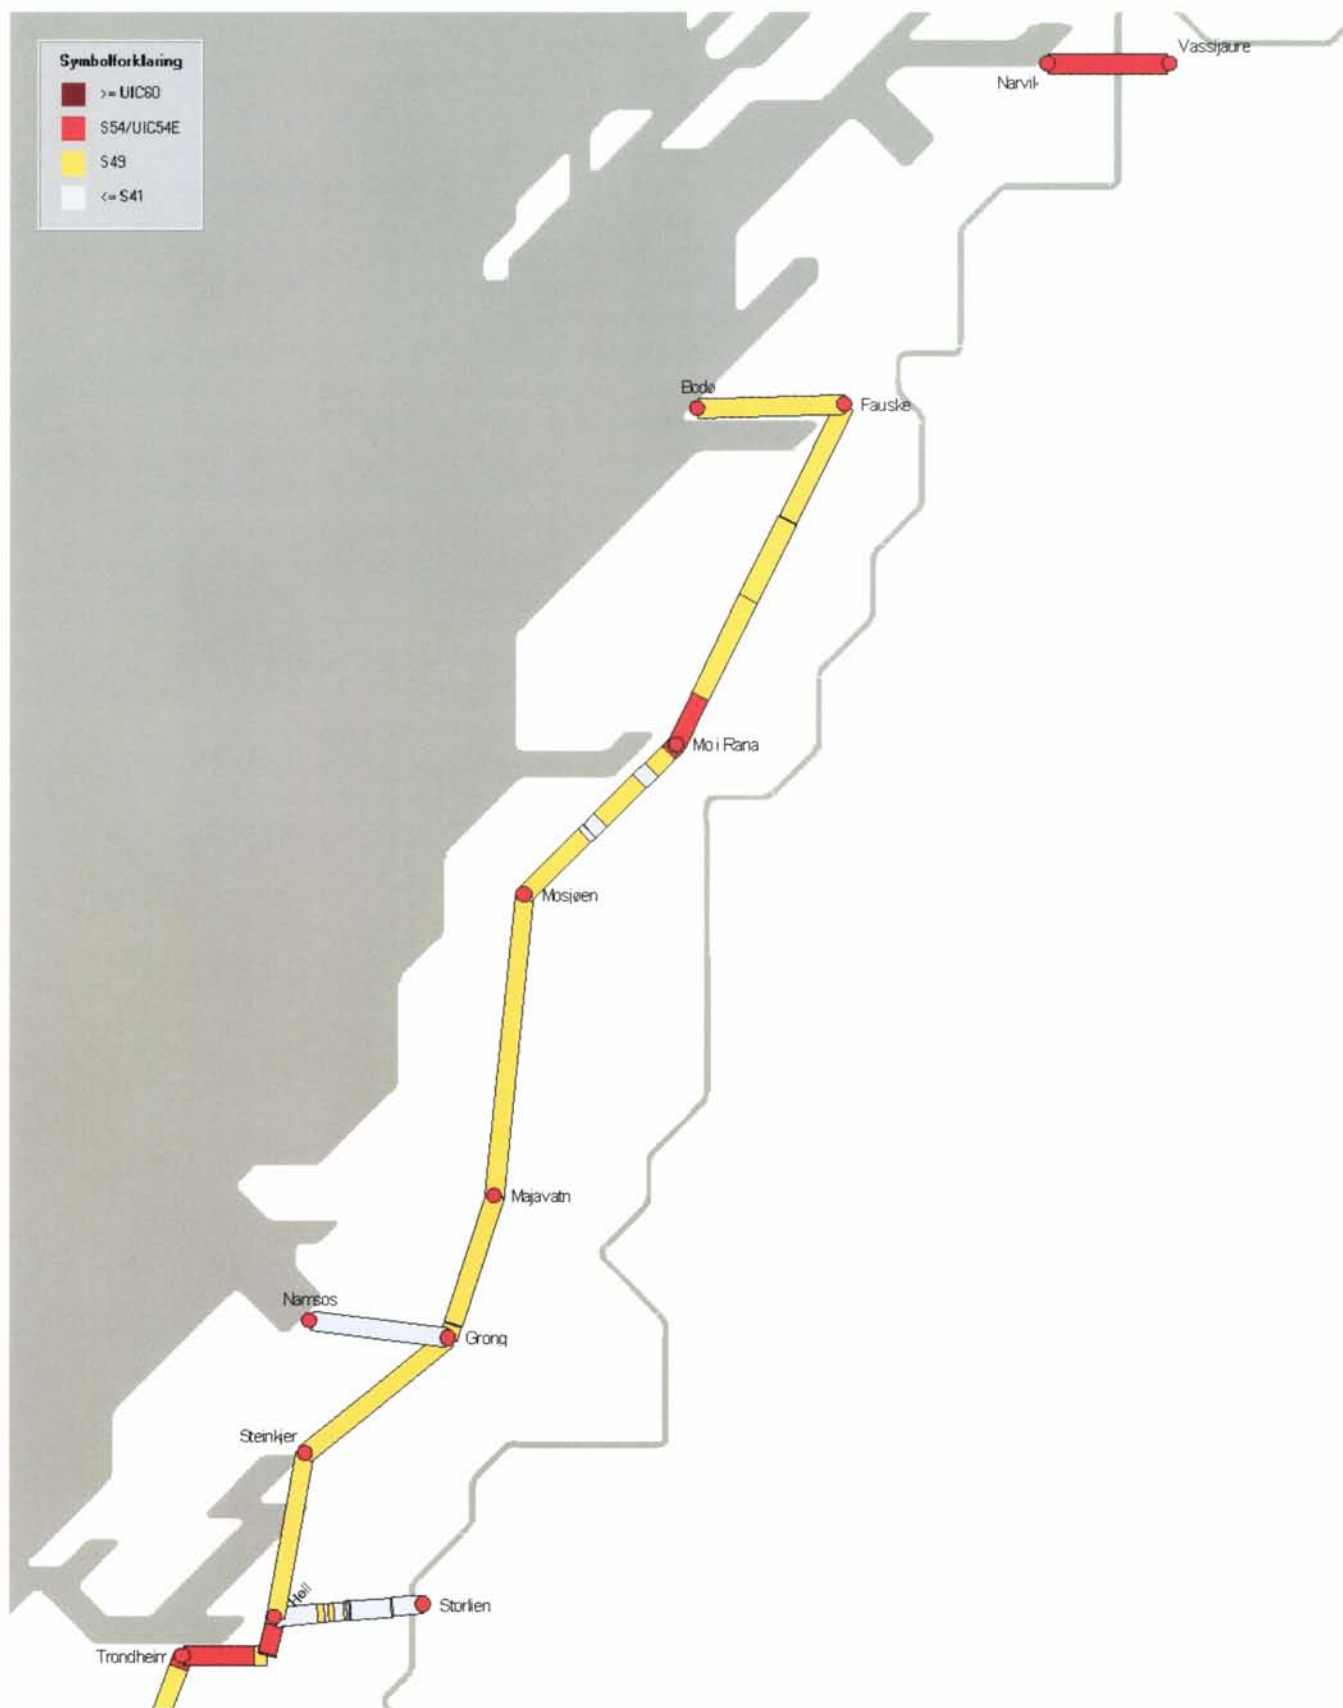 Symbolforklaring
>= UIC60
S54/UIC54E
S49
<= S41
Vassijaure
Narvik
Bodø
Fauske
Mo i Rana
Mosjøen
Majavatn
Namsos
Grong
Steinkjer
Hell
Storlien
Trondheim